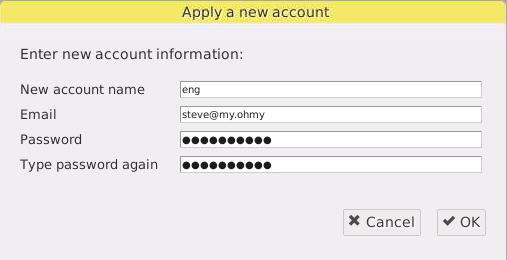 Apply a new account
Enter new account information:
New account name eng
Email steve@my.ohmy
Password ●●●●●●●●●●
Type password again ●●●●●●●●●●
Cancel OK